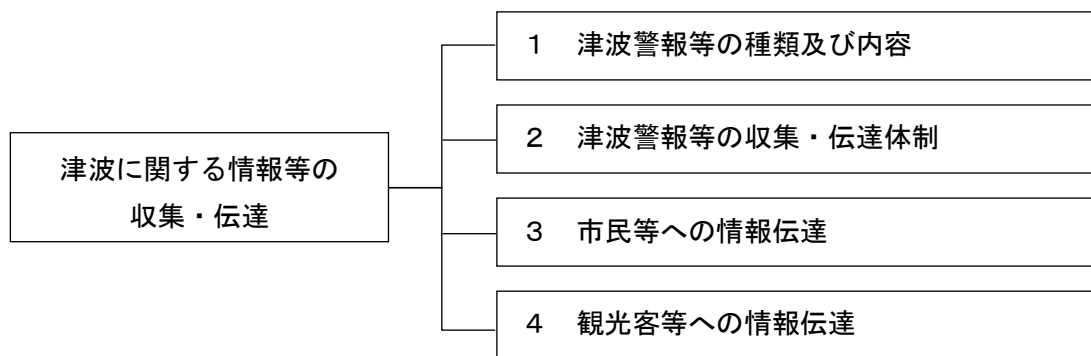 津波に関する情報等の
収集・伝達
１　津波警報等の種類及び内容
２　津波警報等の収集・伝達体制
３　市民等への情報伝達
４　観光客等への情報伝達